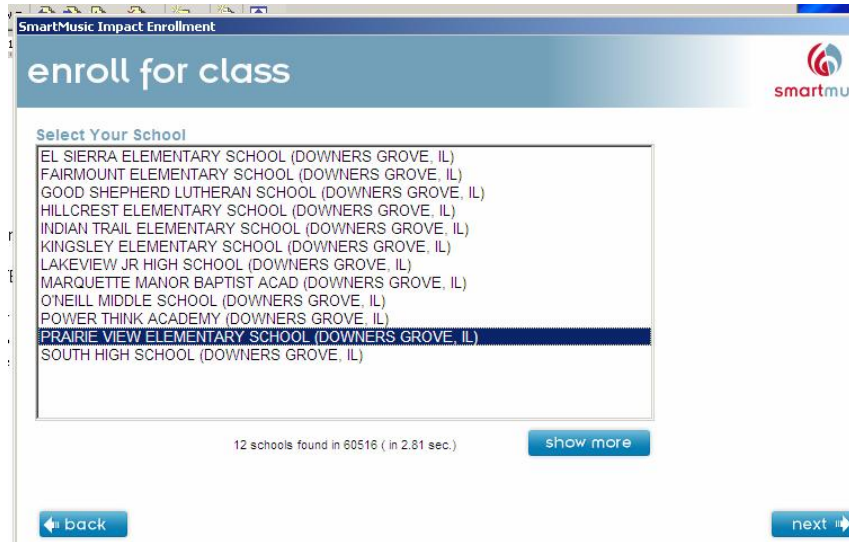 SmartMusic Impact Enrollment
enroll for class
smartmu
Select Your School
EL SIERRA ELEMENTARY SCHOOL (DOWNERS GROVE, IL)
FAIRMOUNT ELEMENTARY SCHOOL (DOWNERS GROVE, IL)
GOOD SHEPHERD LUTHERAN SCHOOL (DOWNERS GROVE, IL)
HILLCREST ELEMENTARY SCHOOL (DOWNERS GROVE, IL)
INDIAN TRAIL ELEMENTARY SCHOOL (DOWNERS GROVE, IL)
KINGSLEY ELEMENTARY SCHOOL (DOWNERS GROVE, IL)
LAKEVIEW JR HIGH SCHOOL (DOWNERS GROVE, IL)
MARQUETTE MANOR BAPTIST ACAD (DOWNERS GROVE, IL)
O'NEILL MIDDLE SCHOOL (DOWNERS GROVE, IL)
POWER THINK ACADEMY (DOWNERS GROVE, IL)
PRAIRIE VIEW ELEMENTARY SCHOOL (DOWNERS GROVE, IL)
SOUTH HIGH SCHOOL (DOWNERS GROVE, IL)
12 schools found in 60516 ( in 2.81 sec.)
show more
back
next